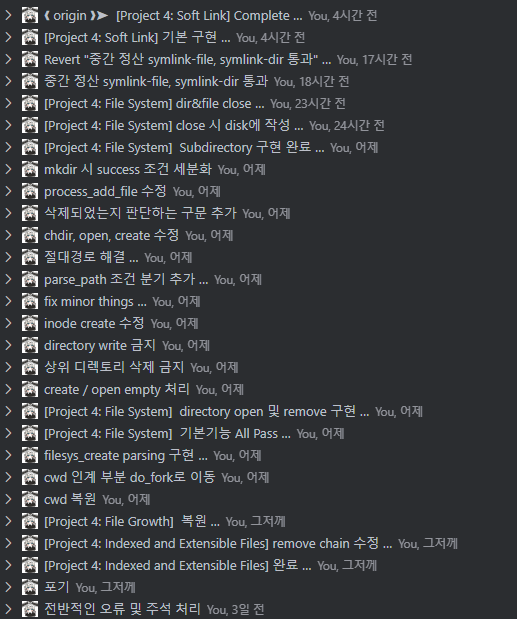 《 origin 》➤ [Project 4: Soft Link] Complete ... You, 4시간 전
[Project 4: Soft Link] 기본 구현 ... You, 4시간 전
Revert "중간 정산 symlink-file, symlink-dir 통과" ... You, 17시간 전
중간 정산 symlink-file, symlink-dir 통과 You, 18시간 전
[Project 4: File System] dir&file close ... You, 23시간 전
[Project 4: File System] close 시 disk에 작성 ... You, 24시간 전
[Project 4: File System]  Subdirectory 구현 완료 ... You, 어제
mkdir 시 success 조건 세분화 You, 어제
process_add_file 수정 You, 어제
삭제되었는지 판단하는 구문 추가 You, 어제
chdir, open, create 수정 You, 어제
절대경로 해결 ... You, 어제
parse_path 조건 분기 추가 ... You, 어제
fix minor things ... You, 어제
inode create 수정 You, 어제
directory write 금지 You, 어제
상위 디렉토리 삭제 금지 You, 어제
create / open empty 처리 You, 어제
[Project 4: File System]  directory open 및 remove 구현 ... You, 어제
[Project 4: File System]  기본기능 All Pass ... You, 어제
filesys_create parsing 구현 ... You, 어제
cwd 인계 부분 do_fork로 이동 You, 어제
cwd 복원 You, 어제
[Project 4: File Growth]  복원 ... You, 그저께
[Project 4: Indexed and Extensible Files] remove chain 수정 ... You, 그저께
[Project 4: Indexed and Extensible Files] 완료 ... You, 그저께
포기 You, 그저께
전반적인 오류 및 주석 처리 You, 3일 전